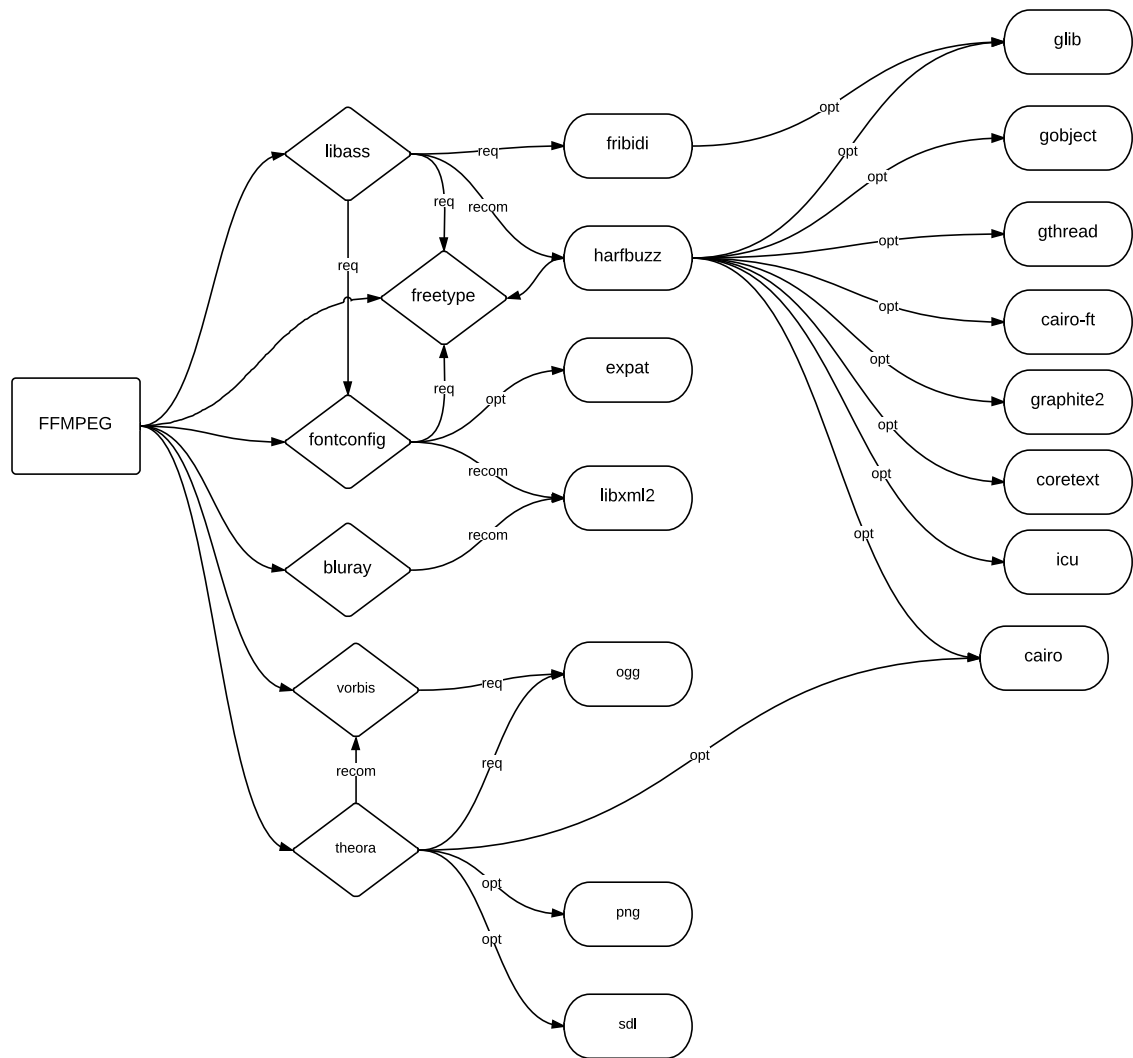 glib
opt
gobject
libass
req
fribidi
opt
opt
req
recom
gthread
opt
harfbuzz
req
freetype
opt
cairo-ft
expat
opt
req
opt
graphite2
FFMPEG
fontconfig
opt
recom
opt
coretext
libxml2
recom
opt
bluray
icu
cairo
ogg
vorbis
req
opt
req
recom
theora
opt
png
opt
sdl